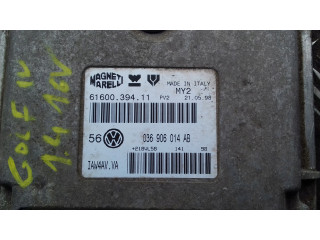 GOLF IV
1.4 16V
MAGNETI
MARELLI
MADE IN ITALY
MY2
61600.394.11 PV2 21.05.98
56 036 906 014 AB
IAW4AV.VA